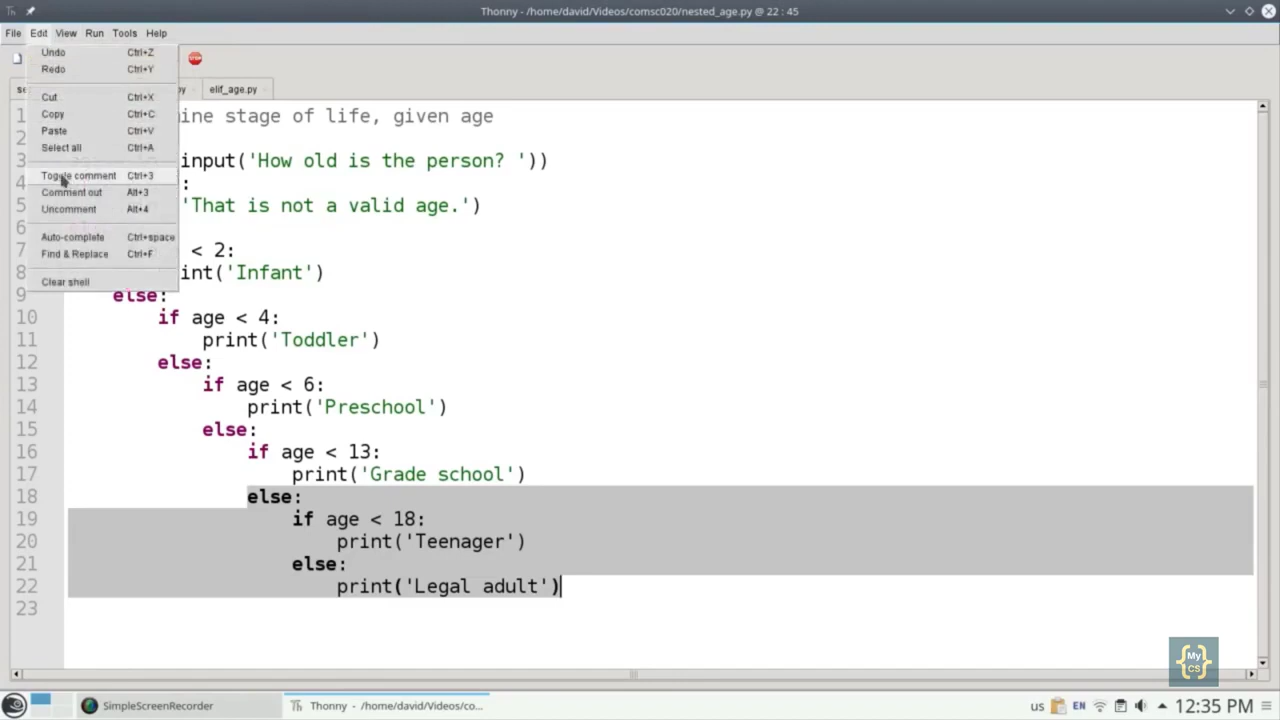 Thonny - /home/david/Videos/comsc020/nested_age.py @ 22 : 45
File Edit View Run Tools Help
Undo Ctrl+Z
Redo Ctrl+Y
Cut Ctrl+X
Copy Ctrl+C
Paste Ctrl+V
Select all Ctrl+A
Toggle comment Ctrl+3
Comment out Alt+3
Uncomment Alt+4
Auto-complete Ctrl+space
Find & Replace Ctrl+F
Clear shell
STOP
py elif_age.py
1 ine stage of life, given age
2
3 input('How old is the person? '))
4 :
5 'That is not a valid age.')
6
7 < 2:
8 int('Infant')
9 else:
10 if age < 4:
11 print('Toddler')
12 else:
13 if age < 6:
14 print('Preschool')
15 else:
16 if age < 13:
17 print('Grade school')
18 else:
19 if age < 18:
20 print('Teenager')
21 else:
22 print('Legal adult')
23
{My CS}
SimpleScreenRecorder
Thonny - /home/david/Videos/co...
us EN 12:35 PM